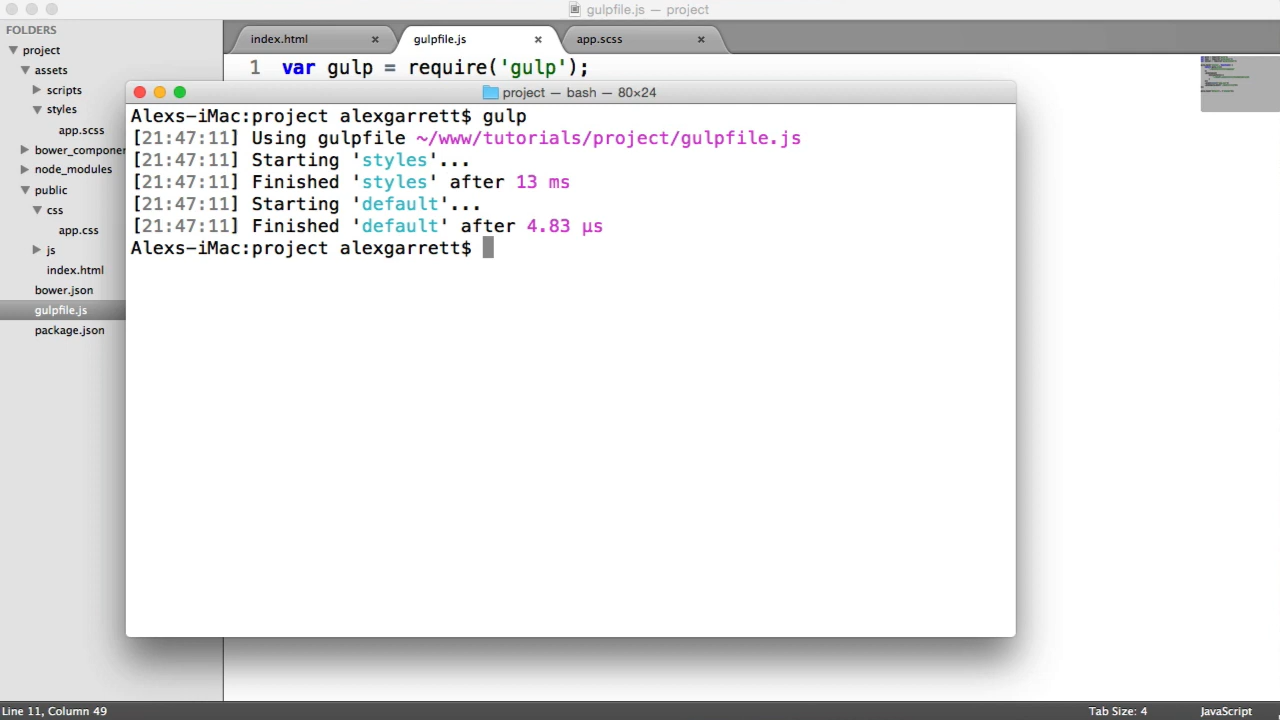 gulpfile.js — project
FOLDERS
project
assets
scripts
styles
app.scss
bower_componen
node_modules
public
css
app.css
js
index.html
bower.json
gulpfile.js
package.json
index.html × gulpfile.js × app.scss ×
1 var gulp = require('gulp');
project — bash — 80×24
Alexs-iMac:project alexgarrett$ gulp
[21:47:11] Using gulpfile ~/www/tutorials/project/gulpfile.js
[21:47:11] Starting 'styles'...
[21:47:11] Finished 'styles' after 13 ms
[21:47:11] Starting 'default'...
[21:47:11] Finished 'default' after 4.83 μs
Alexs-iMac:project alexgarrett$
Line 11, Column 49
Tab Size: 4
JavaScript